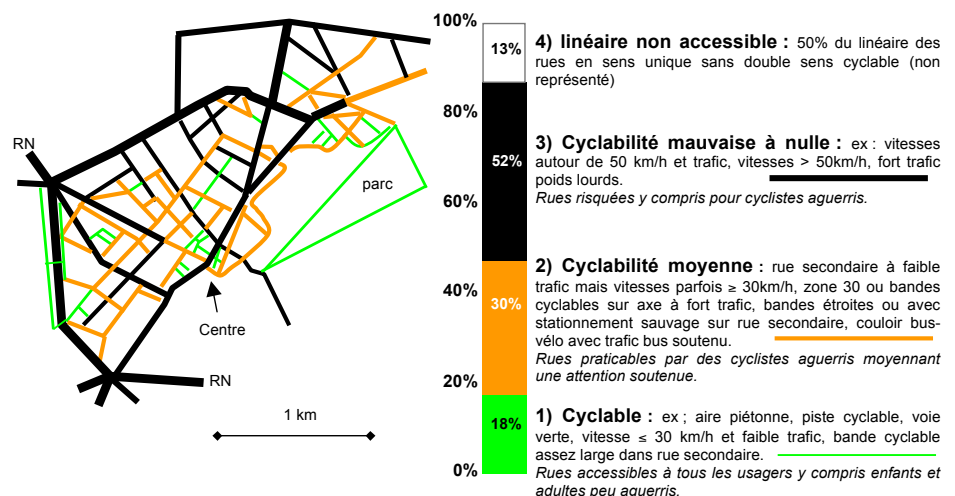 RN
parc
Centre
RN
1 km
100%
80%
60%
40%
20%
0%
13%
52%
30%
18%
4) linéaire non accessible : 50% du linéaire des
rues en sens unique sans double sens cyclable (non
représenté)
3) Cyclabilité mauvaise à nulle : ex : vitesses
autour de 50 km/h et trafic, vitesses > 50km/h, fort trafic
poids lourds.
Rues risquées y compris pour cyclistes aguerris.
2) Cyclabilité moyenne : rue secondaire à faible
trafic mais vitesses parfois ≥ 30km/h, zone 30 ou bandes
cyclables sur axe à fort trafic, bandes étroites ou avec
stationnement sauvage sur rue secondaire, couloir bus-
vélo avec trafic bus soutenu.
Rues praticables par des cyclistes aguerris moyennant
une attention soutenue.
1) Cyclable : ex ; aire piétonne, piste cyclable, voie
verte, vitesse ≤ 30 km/h et faible trafic, bande cyclable
assez large dans rue secondaire.
Rues accessibles à tous les usagers y compris enfants et
adultes peu aguerris.